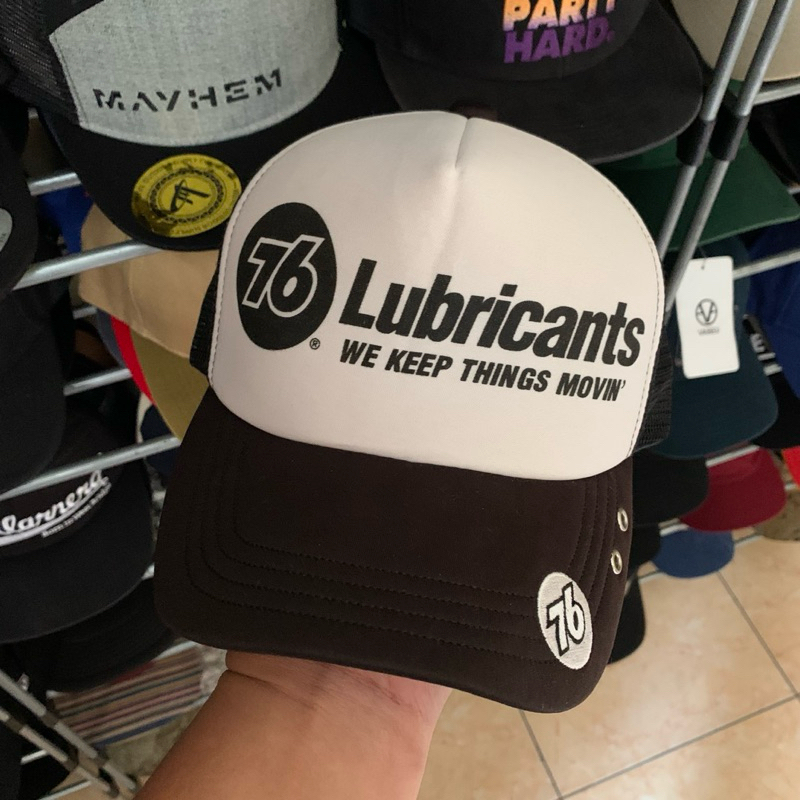 PARTY
HARD.
MAYHEM
76 Lubricants
®
WE KEEP THINGS MOVIN'
76